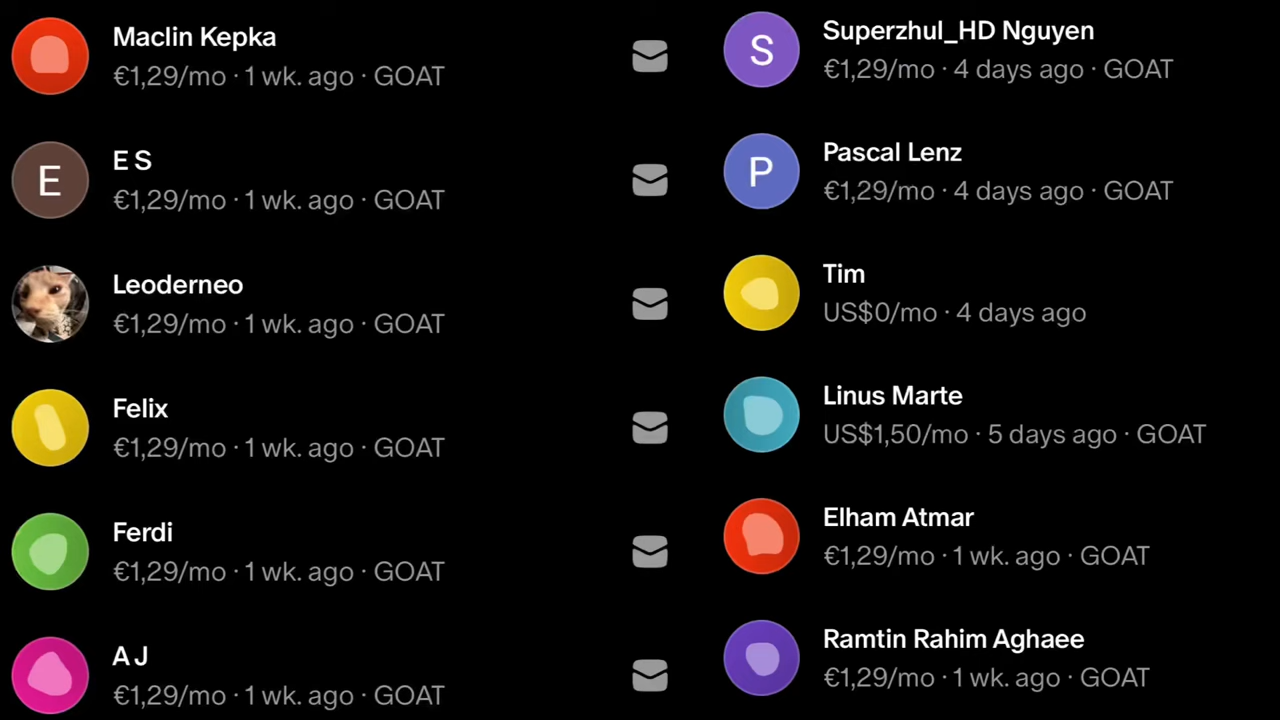 Maclin Kepka
€1,29/mo · 1 wk. ago · GOAT
E
E S
€1,29/mo · 1 wk. ago · GOAT
Leoderneo
€1,29/mo · 1 wk. ago · GOAT
Felix
€1,29/mo · 1 wk. ago · GOAT
Ferdi
€1,29/mo · 1 wk. ago · GOAT
A J
€1,29/mo · 1 wk. ago · GOAT
S
Superzhul_HD Nguyen
€1,29/mo · 4 days ago · GOAT
P
Pascal Lenz
€1,29/mo · 4 days ago · GOAT
Tim
US$0/mo · 4 days ago
Linus Marte
US$1,50/mo · 5 days ago · GOAT
Elham Atmar
€1,29/mo · 1 wk. ago · GOAT
Ramtin Rahim Aghaee
€1,29/mo · 1 wk. ago · GOAT